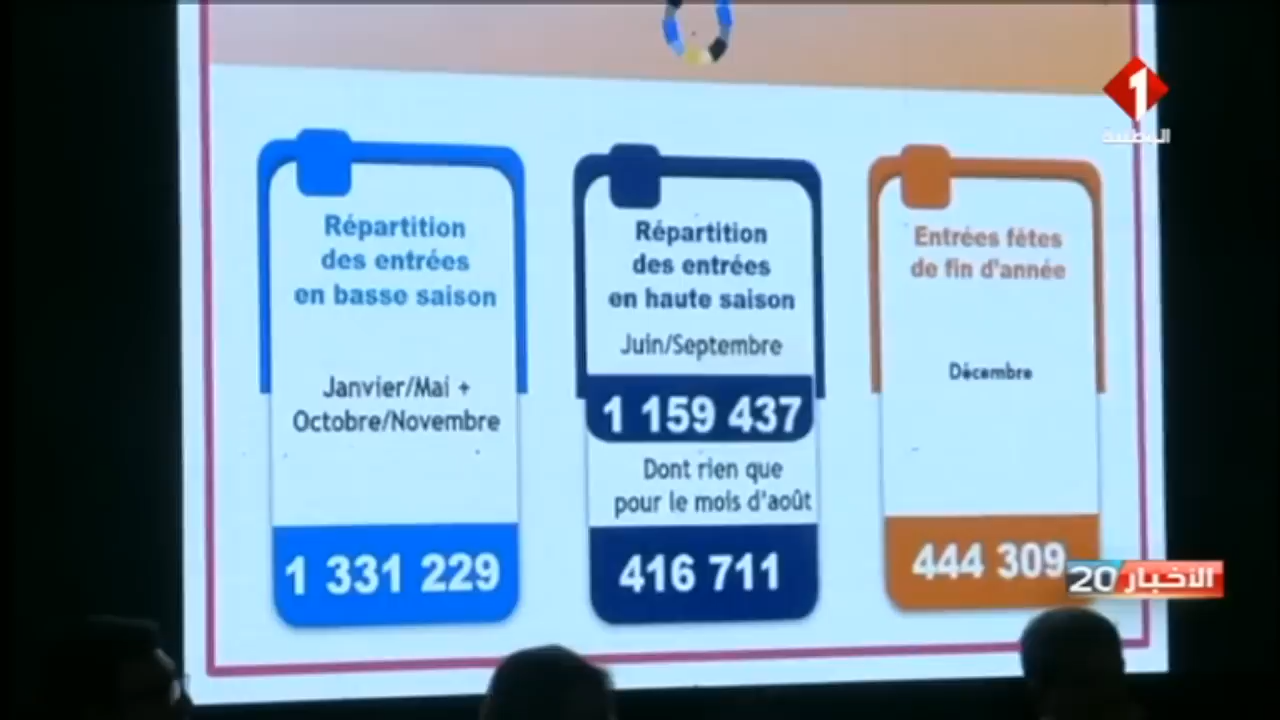 1
الوطنية
Répartition
des entrées
en basse saison
Janvier/Mai +
Octobre/Novembre
1 331 229
Répartition
des entrées
en haute saison
Juin/Septembre
1 159 437
Dont rien que
pour le mois d'août
416 711
Entrées fêtes
de fin d'année
Décembre
444 309
الأخبار 20